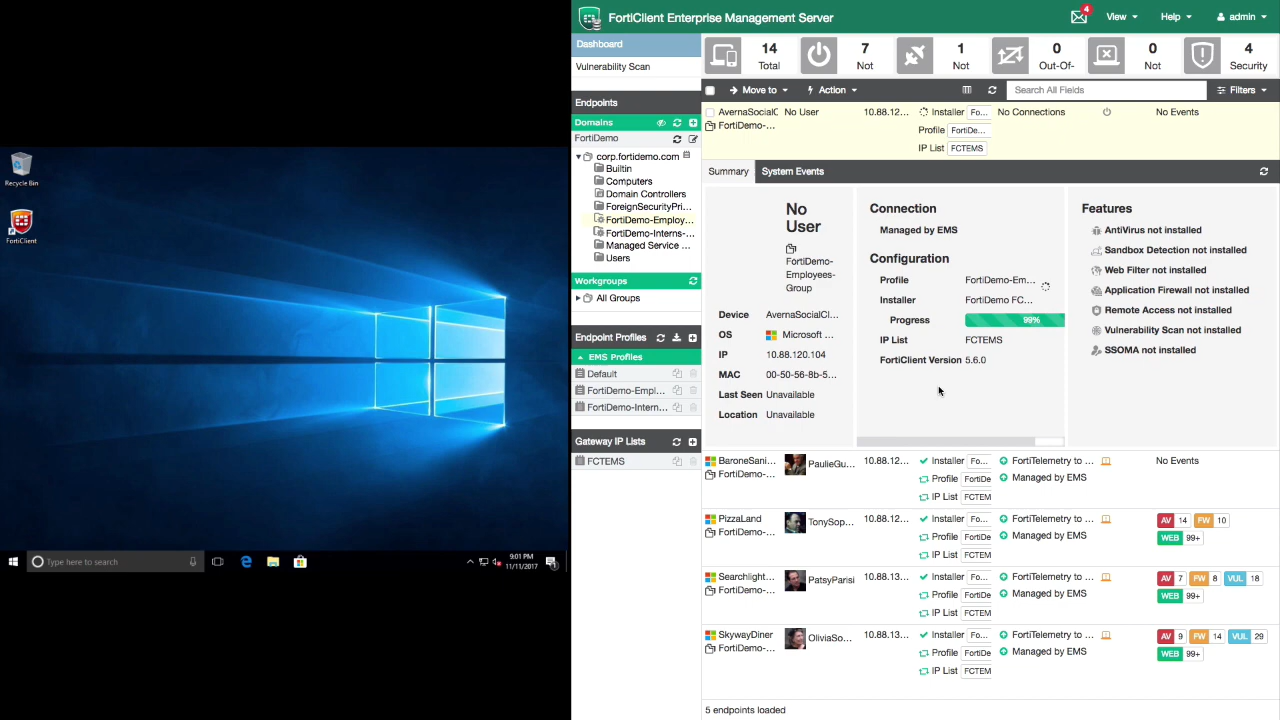 Recycle Bin
FortiClient
Type here to search
9:01 PM
11/11/2017
FortiClient Enterprise Management Server
4
View
Help
admin
Dashboard
Vulnerability Scan
Endpoints
Domains
FortiDemo
corp.fortidemo.com
Builtin
Computers
Domain Controllers
ForeignSecurityPri...
FortiDemo-Employ...
FortiDemo-Interns-...
Managed Service ...
Users
Workgroups
All Groups
Endpoint Profiles
EMS Profiles
Default
FortiDemo-Empl...
FortiDemo-Intern...
Gateway IP Lists
FCTEMS
14 Total
7 Not
1 Not
0 Out-Of-
0 Not
4 Security
Move to
Action
Search All Fields
Filters
AvernaSocialC No User 10.88.12... Installer Fo... No Connections No Events
FortiDemo-... Profile FortiDe...
IP List FCTEMS
Summary System Events
No User
FortiDemo-
Employees-
Group
Device AvernaSocialCl...
OS Microsoft ...
IP 10.88.120.104
MAC 00-50-56-8b-5...
Last Seen Unavailable
Location Unavailable
Connection
Managed by EMS
Configuration
Profile FortiDemo-Em...
Installer FortiDemo FC...
Progress 99%
IP List FCTEMS
FortiClient Version 5.6.0
Features
AntiVirus not installed
Sandbox Detection not installed
Web Filter not installed
Application Firewall not installed
Remote Access not installed
Vulnerability Scan not installed
SSOMA not installed
BaroneSani... PaulieGu... 10.88.12... Installer Fo... FortiTelemetry to ... No Events
FortiDemo-... Profile FortiDe Managed by EMS
IP List FCTEM
PizzaLand TonySop... 10.88.12... Installer Fo... FortiTelemetry to ... AV 14 FW 10
FortiDemo-... Profile FortiDe Managed by EMS WEB 99+
IP List FCTEM
Searchlight... PatsyParisi 10.88.13... Installer Fo... FortiTelemetry to ... AV 7 FW 8 VUL 18
FortiDemo-... Profile FortiDe Managed by EMS WEB 99+
IP List FCTEM
SkywayDiner OliviaSo... 10.88.13... Installer Fo... FortiTelemetry to ... AV 9 FW 14 VUL 29
FortiDemo-... Profile FortiDe Managed by EMS WEB 99+
IP List FCTEM
5 endpoints loaded